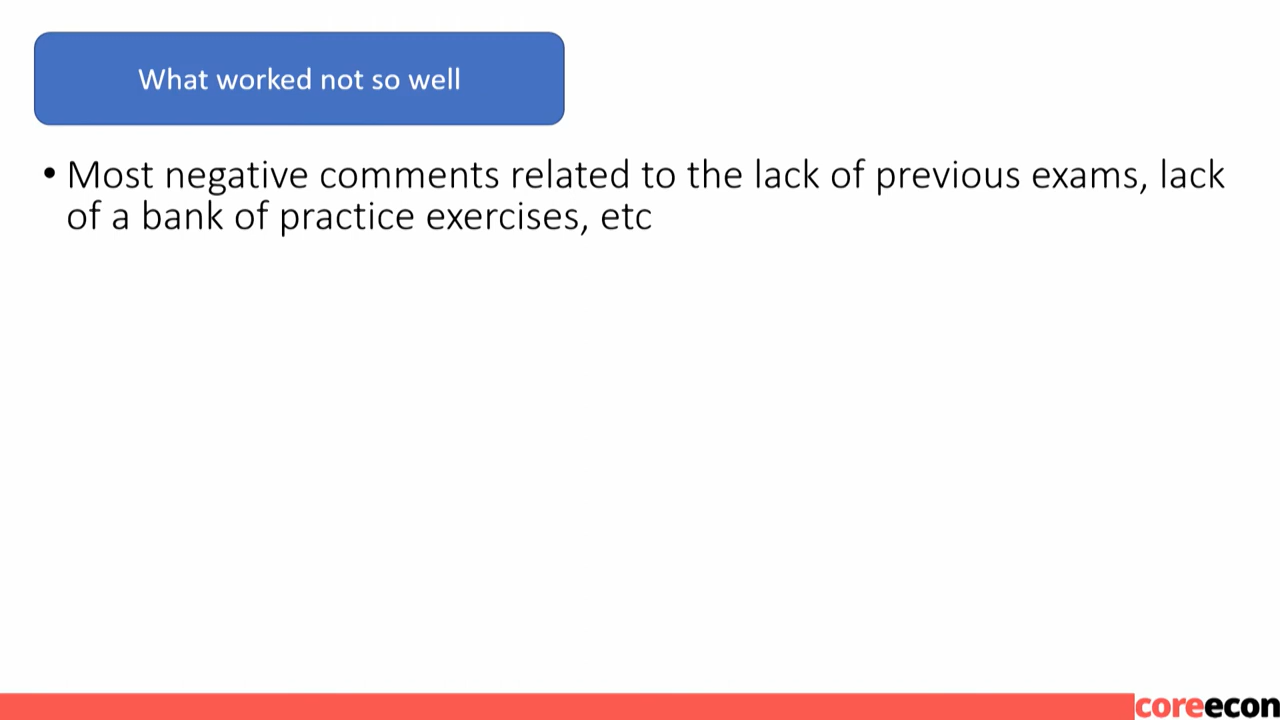 What worked not so well
• Most negative comments related to the lack of previous exams, lack
of a bank of practice exercises, etc
coreecon